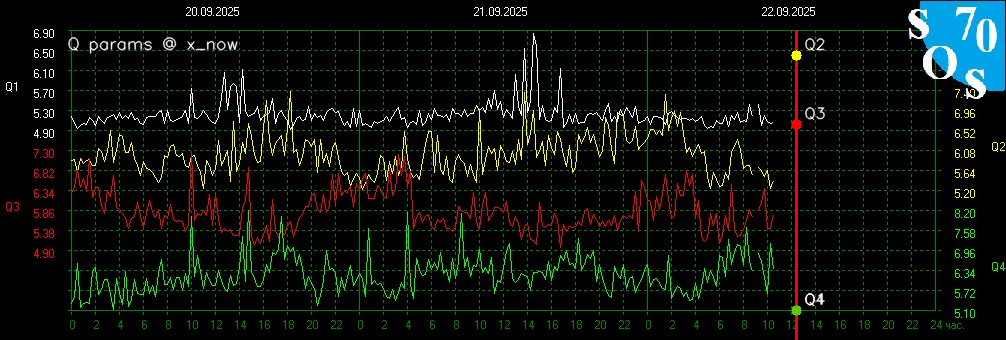 20.09.2025 21.09.2025 22.09.2025
Q params @ x_now
Q1
6.90
6.50
6.10
5.70
5.30
4.90
Q3
7.30
6.82
6.34
5.86
5.38
4.90
Q2
7.40
6.96
6.52
6.08
5.64
5.20
Q4
8.20
7.58
6.96
6.34
5.72
5.10
Q2
Q3
Q4
0 2 4 6 8 10 12 14 16 18 20 22 0 2 4 6 8 10 12 14 16 18 20 22 0 2 4 6 8 10 12 14 16 18 20 22 24 час.
S 70
O
S